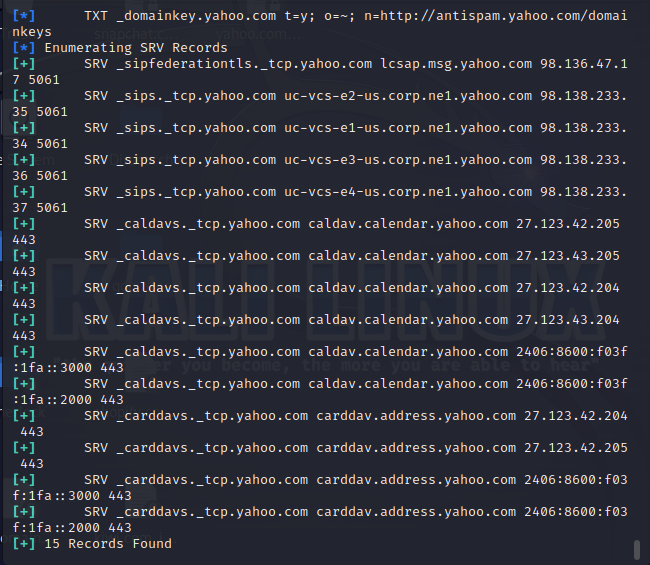 [*]      TXT _domainkey.yahoo.com t=y; o=~; n=http://antispam.yahoo.com/domai
nkeys
[*] Enumerating SRV Records
[+]      SRV _sipfederationtls._tcp.yahoo.com lcsap.msg.yahoo.com 98.136.47.1
7 5061
[+]      SRV _sips._tcp.yahoo.com uc-vcs-e2-us.corp.ne1.yahoo.com 98.138.233.
35 5061
[+]      SRV _sips._tcp.yahoo.com uc-vcs-e1-us.corp.ne1.yahoo.com 98.138.233.
34 5061
[+]      SRV _sips._tcp.yahoo.com uc-vcs-e3-us.corp.ne1.yahoo.com 98.138.233.
36 5061
[+]      SRV _sips._tcp.yahoo.com uc-vcs-e4-us.corp.ne1.yahoo.com 98.138.233.
37 5061
[+]      SRV _caldavs._tcp.yahoo.com caldav.calendar.yahoo.com 27.123.42.205
443
[+]      SRV _caldavs._tcp.yahoo.com caldav.calendar.yahoo.com 27.123.43.205
443
[+]      SRV _caldavs._tcp.yahoo.com caldav.calendar.yahoo.com 27.123.42.204
443
[+]      SRV _caldavs._tcp.yahoo.com caldav.calendar.yahoo.com 27.123.43.204
443
[+]      SRV _caldavs._tcp.yahoo.com caldav.calendar.yahoo.com 2406:8600:f03f
:1fa::3000 443
[+]      SRV _caldavs._tcp.yahoo.com caldav.calendar.yahoo.com 2406:8600:f03f
:1fa::2000 443
[+]      SRV _carddavs._tcp.yahoo.com carddav.address.yahoo.com 27.123.42.204
 443
[+]      SRV _carddavs._tcp.yahoo.com carddav.address.yahoo.com 27.123.42.205
 443
[+]      SRV _carddavs._tcp.yahoo.com carddav.address.yahoo.com 2406:8600:f03
f:1fa::3000 443
[+]      SRV _carddavs._tcp.yahoo.com carddav.address.yahoo.com 2406:8600:f03
f:1fa::2000 443
[+] 15 Records Found
KALI LINUX
you become, the more you are able to hear"